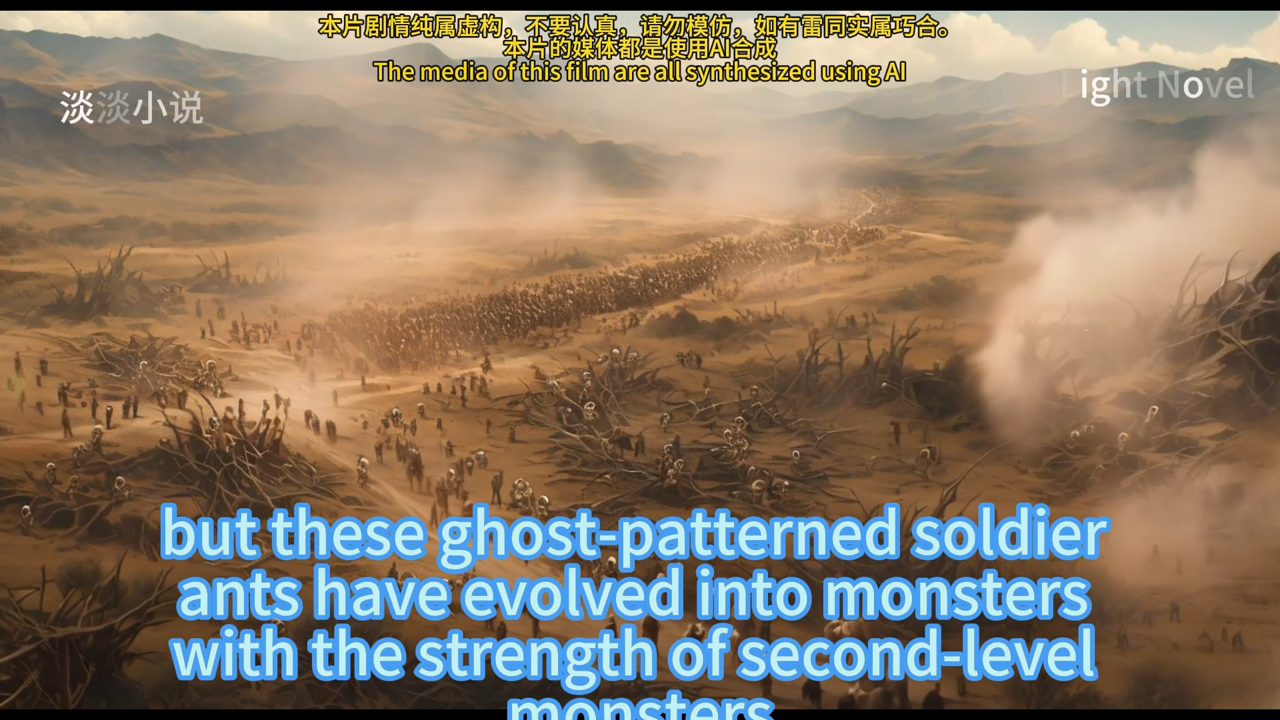 本片剧情纯属虚构，不要认真，请勿模仿，如有雷同实属巧合。
本片的媒体都是使用AI合成
The media of this film are all synthesized using AI
淡淡小说
Light Novel
but these ghost-patterned soldier
ants have evolved into monsters
with the strength of second-level
monsters